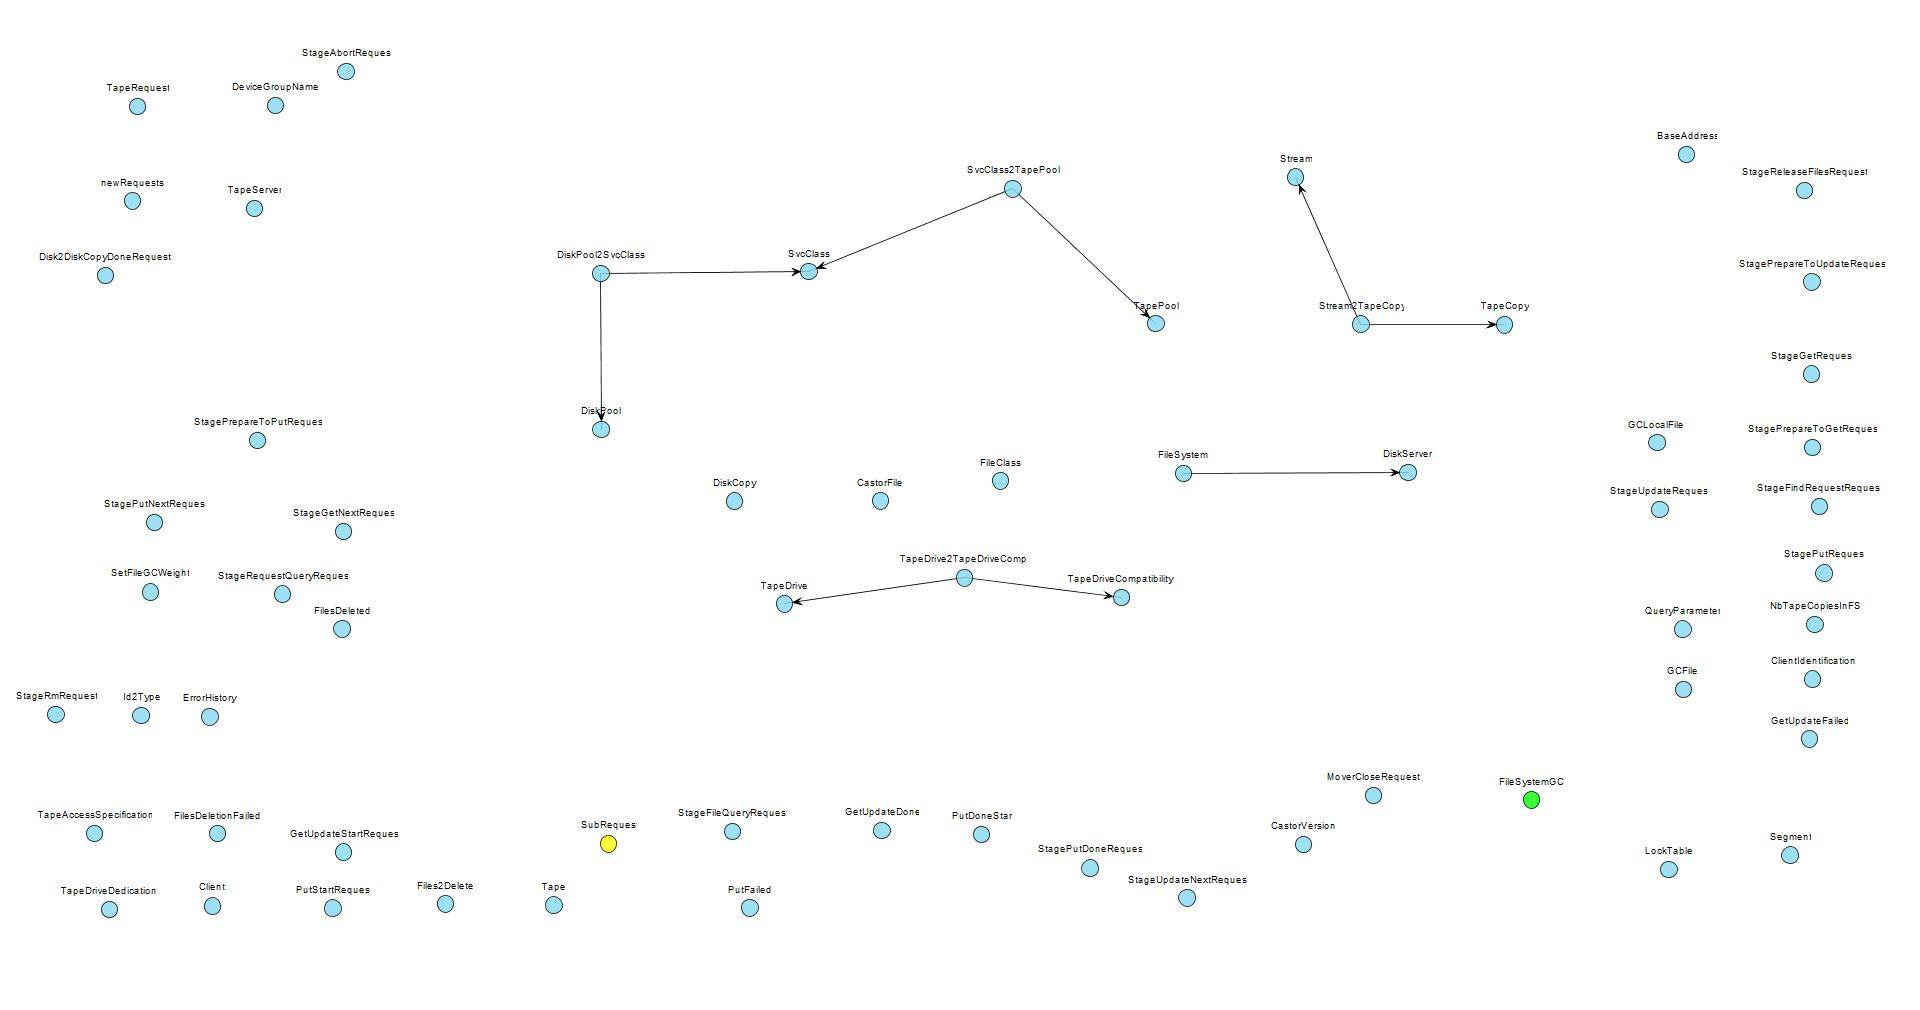 StageAbortReques
TapeRequest
DeviceGroupName
BaseAddress
Stream
SvcClass2TapePool
StageReleaseFilesRequest
newRequests
TapeServer
Disk2DiskCopyDoneRequest
DiskPool2SvcClass
SvcClass
StagePrepareToUpdateReques
TapePool
Stream2TapeCopy
TapeCopy
StageGetReques
DiskPool
StagePrepareToPutReques
GCLocalFile
StagePrepareToGetReques
FileSystem
DiskServer
FileClass
DiskCopy
CastorFile
StageUpdateReques
StageFindRequestReques
StagePutNextReques
StageGetNextReques
StagePutReques
TapeDrive2TapeDriveComp
SetFileGCWeight
StageRequestQueryReques
TapeDrive
TapeDriveCompatibility
FilesDeleted
QueryParameter
NbTapeCopiesInFS
GCFile
ClientIdentification
StageRmRequest
Id2Type
ErrorHistory
GetUpdateFailed
MoverCloseRequest
FileSystemGC
TapeAccessSpecification
FilesDeletionFailed
GetUpdateStartReques
SubReques
StageFileQueryReques
GetUpdateDone
PutDoneStar
CastorVersion
StagePutDoneReques
LockTable
Segment
TapeDriveDedication
Client
PutStartReques
Files2Delete
Tape
PutFailed
StageUpdateNextReques